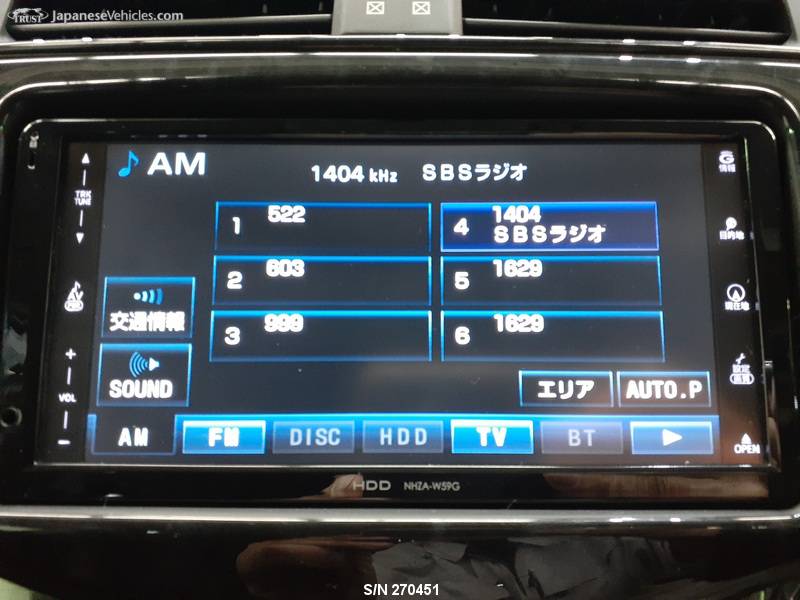 TRUST JapaneseVehicles.com
AM
1404 kHz SBSラジオ
TRK
TUNE
AV
VOL
1 522
2 603
3 999
4 1404
SBSラジオ
5 1629
6 1629
交通情報
SOUND
エリア
AUTO.P
AM FM DISC HDD TV BT
G
情報
目的地
現在地
設定
画質
OPEN
HDD NHZA-W59G
S/N 270451